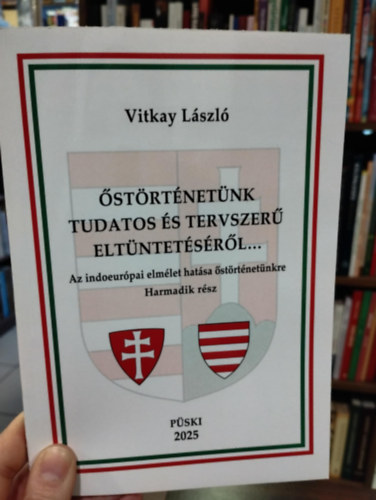 Vitkay László
ŐSTÖRTÉNETÜNK
TUDATOS ÉS TERVSZERŰ
ELTÜNTETÉSÉRŐL...
Az indoeurópai elmélet hatása őstörténetünkre
Harmadik rész
PÜSKI
2025